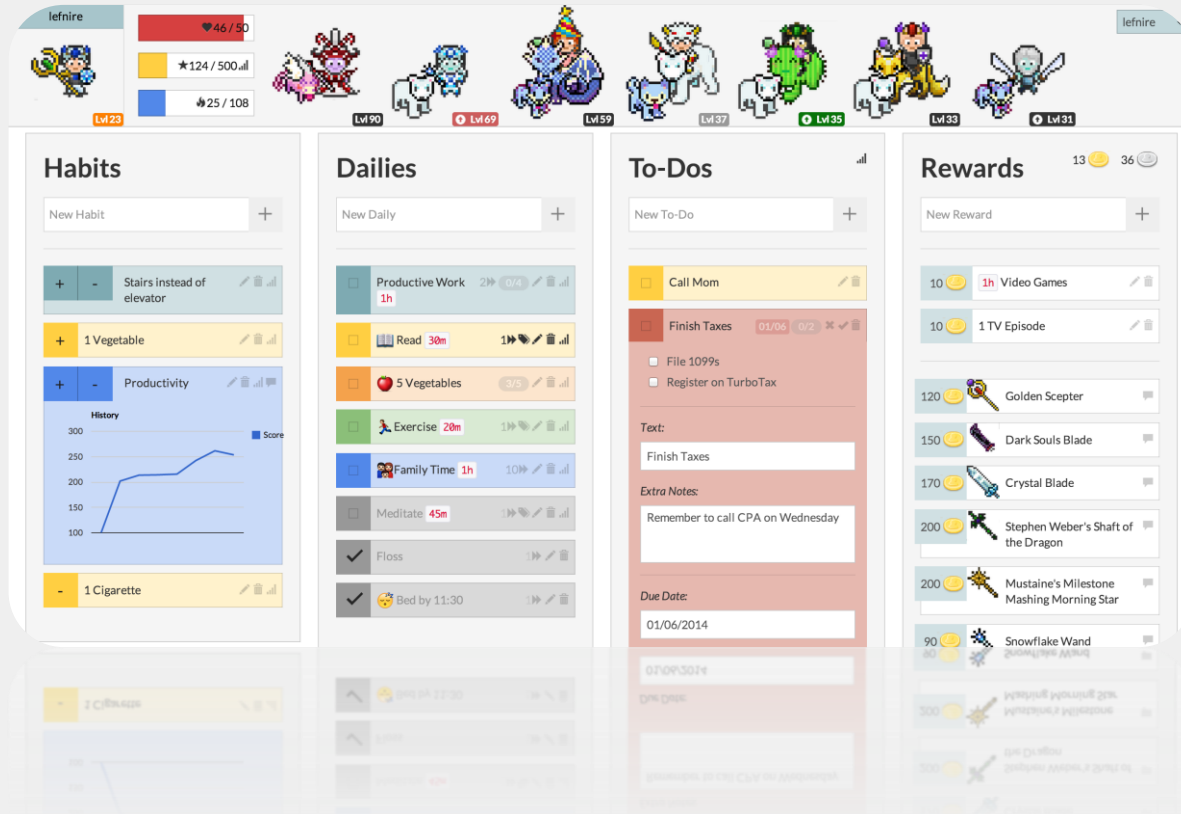 lefnire
46 / 50
124 / 500
25 / 108
Lvl 23
Lvl 90
Lvl 69
Lvl 59
Lvl 37
Lvl 35
Lvl 33
Lvl 31
lefnire
Habits
New Habit
+
+ - Stairs instead of
elevator
+ 1 Vegetable
+ - Productivity
History
300
250
200
150
100
Score
- 1 Cigarette
Dailies
New Daily
+
Productive Work 2 0/4
1h
Read 30m 1
5 Vegetables 3/5
Exercise 20m 1
Family Time 1h 10
Meditate 45m 1
Floss 1
Bed by 11:30 1
To-Dos
New To-Do
+
Call Mom
Finish Taxes 01/06 0/2
File 1099s
Register on TurboTax
Text:
Finish Taxes
Extra Notes:
Remember to call CPA on Wednesday
Due Date:
01/06/2014
Rewards 13 36
New Reward
+
10 1h Video Games
10 1 TV Episode
120 Golden Scepter
150 Dark Souls Blade
170 Crystal Blade
200 Stephen Weber's Shaft of
the Dragon
200 Mustaine's Milestone
Mashing Morning Star
90 Snowflake Wand